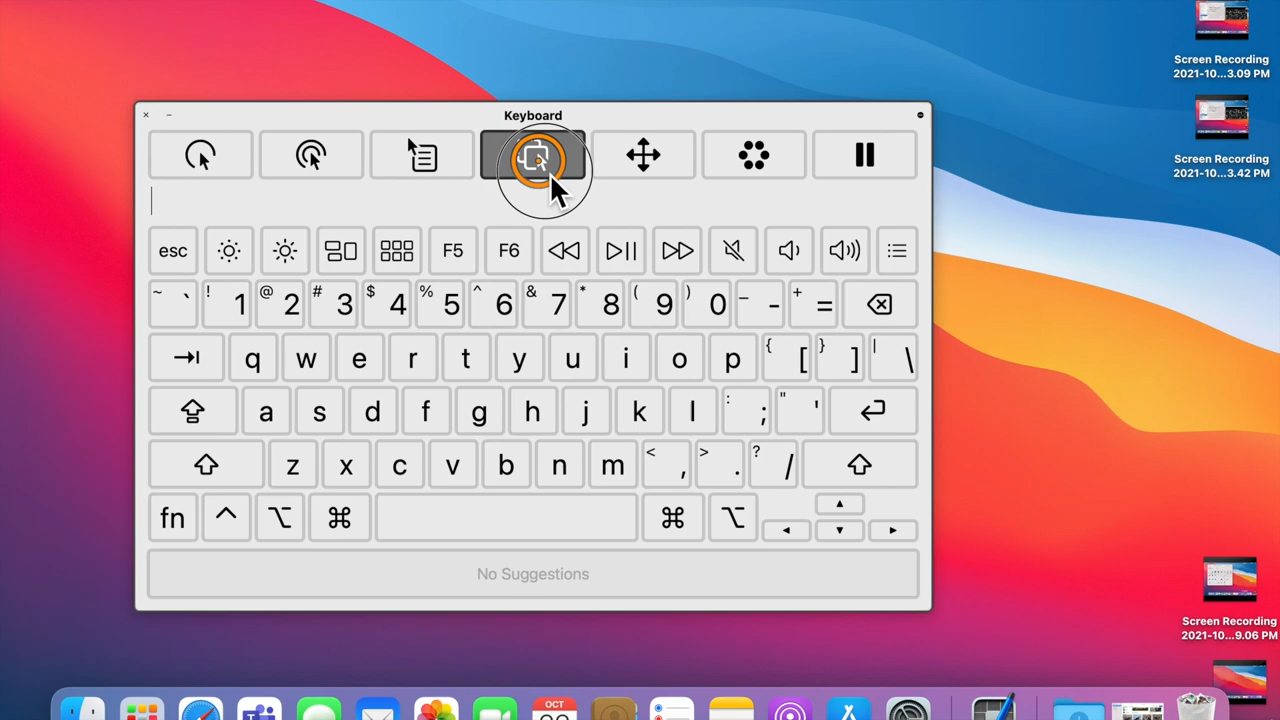 Screen Recording
2021-10...3.09 PM
Keyboard
Screen Recording
2021-10...3.42 PM
esc F5 F6
~ ` ! 1 @ 2 # 3 $ 4 % 5 ^ 6 & 7 * 8 ( 9 ) 0 _ - + =
q w e r t y u i o p { [ } ] | \
a s d f g h j k l : ; " '
z x c v b n m < , > . ? /
fn ^ ⌥ ⌘ ⌘ ⌥
No Suggestions
Screen Recording
2021-10...9.06 PM
OCT